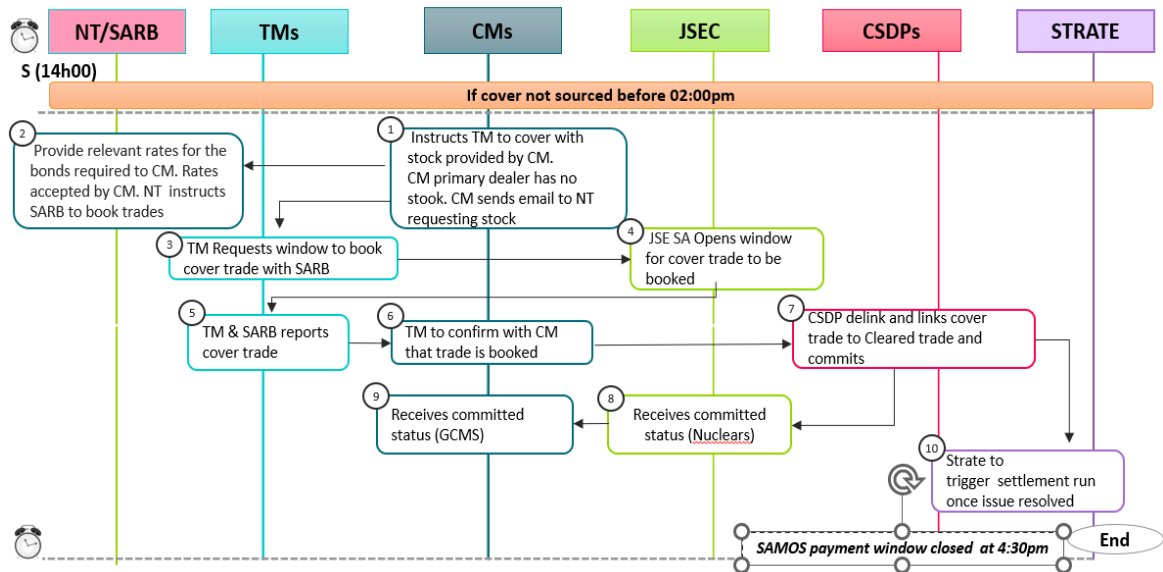 NT/SARB
TMs
CMs
JSEC
CSDPs
STRATE
S (14h00)
If cover not sourced before 02:00pm
1
Instructs TM to cover with
stock provided by CM.
CM primary dealer has no
stook. CM sends email to NT
requesting stock
2
Provide relevant rates for the
bonds required to CM. Rates
accepted by CM. NT instructs
SARB to book trades
3
TM Requests window to book
cover trade with SARB
4
JSE SA Opens window
for cover trade to be
booked
5
TM & SARB reports
cover trade
6
TM to confirm with CM
that trade is booked
7
CSDP delink and links cover
trade to Cleared trade and
commits
8
Receives committed
status (Nuclears)
9
Receives committed
status (GCMS)
10
Strate to
trigger settlement run
once issue resolved
SAMOS payment window closed at 4:30pm
End